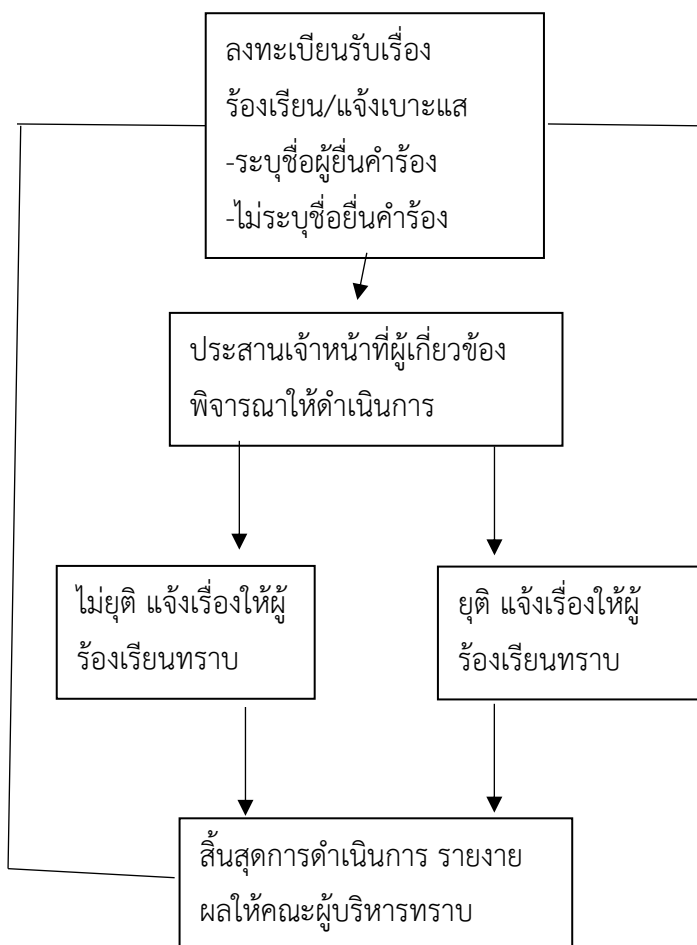 ลงทะเบียนรับเรื่อง
ร้องเรียน/แจ้งเบาะแส
-ระบุชื่อผู้ยื่นคำร้อง
-ไม่ระบุชื่อยื่นคำร้อง
ประสานเจ้าหน้าที่ผู้เกี่ยวข้อง
พิจารณาให้ดำเนินการ
ไม่ยุติ แจ้งเรื่องให้ผู้
ร้องเรียนทราบ
ยุติ แจ้งเรื่องให้ผู้
ร้องเรียนทราบ
สิ้นสุดการดำเนินการ รายงาย
ผลให้คณะผู้บริหารทราบ